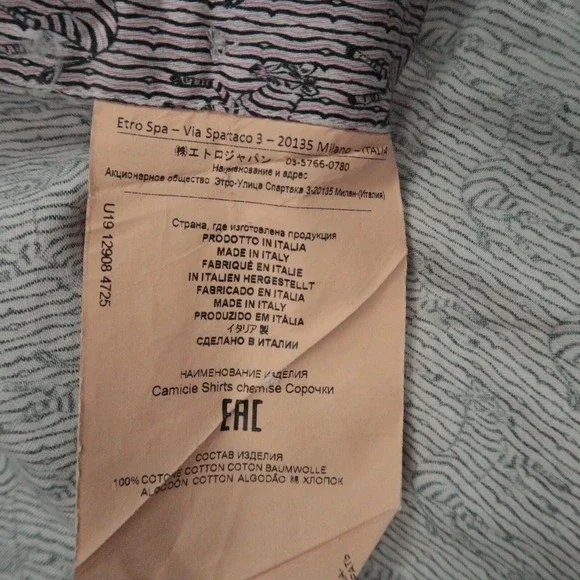 Etro Spa – Via Spartaco 3 – 20135 Milano – ITALIA
㈱エトロジャパン 03-5766-0780
Наименование и адрес
Акционерное общество Этро-Улица Спартака 3-20135 Милан-(Италия)
U19 12908 4725
Страна, где изготовлена продукция
PRODOTTO IN ITALIA
MADE IN ITALY
FABRIQUÉ EN ITALIE
IN ITALIEN HERGESTELLT
FABRICADO EN ITALIA
MADE IN ITALY
PRODUZIDO EM ITÁLIA
イタリア製
СДЕЛАНО В ИТАЛИИ
НАИМЕНОВАНИЕ ИЗДЕЛИЯ
Camicie Shirts chemise Сорочки
EAC
СОСТАВ ИЗДЕЛИЯ
100% COTONE COTTON COTON BAUMWOLLE
ALGODÓN COTTON ALGODÃO 綿 ХЛОПОК